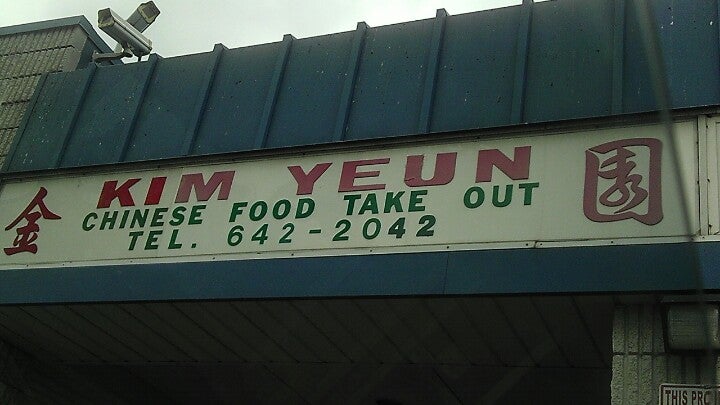 金 KIM YEUN 園
CHINESE FOOD TAKE OUT
TEL. 642-2042
THIS PRO